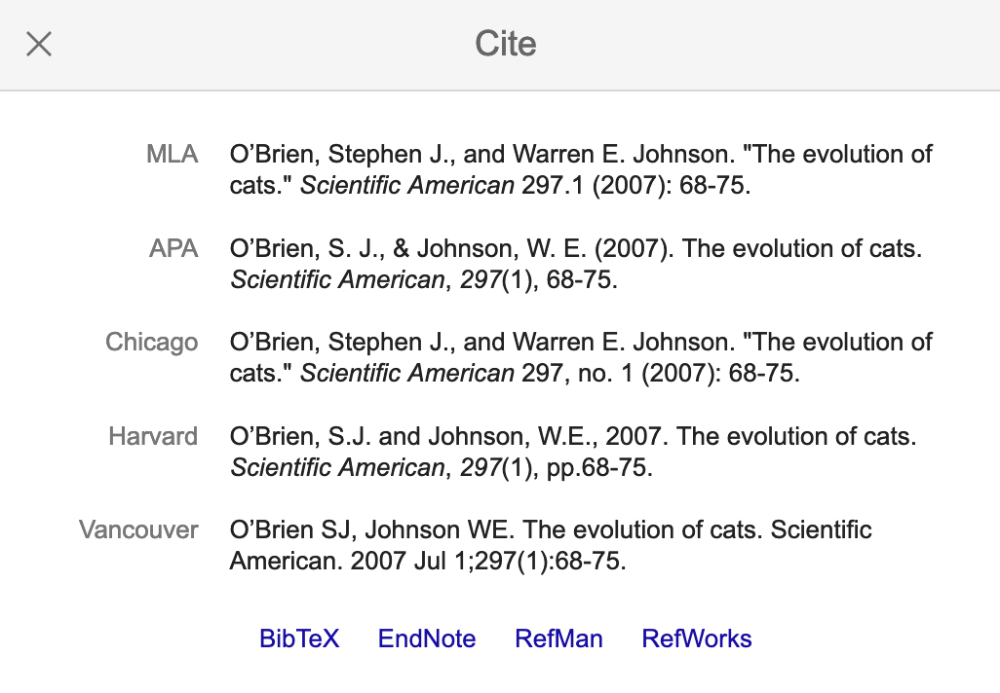 Cite
MLA
O’Brien, Stephen J., and Warren E. Johnson. "The evolution of
cats." Scientific American 297.1 (2007): 68-75.
APA
O’Brien, S. J., & Johnson, W. E. (2007). The evolution of cats.
Scientific American, 297(1), 68-75.
Chicago
O’Brien, Stephen J., and Warren E. Johnson. "The evolution of
cats." Scientific American 297, no. 1 (2007): 68-75.
Harvard
O’Brien, S.J. and Johnson, W.E., 2007. The evolution of cats.
Scientific American, 297(1), pp.68-75.
Vancouver
O’Brien SJ, Johnson WE. The evolution of cats. Scientific
American. 2007 Jul 1;297(1):68-75.
BibTeX EndNote RefMan RefWorks